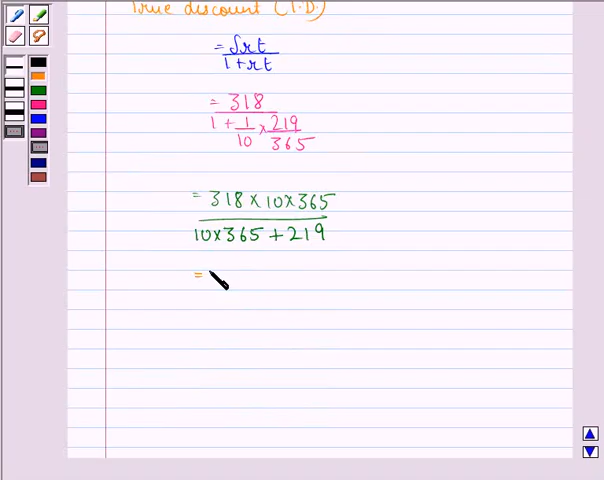 True discount (T.D.)
= Srt
1 + rt
= 318
1 + 1/10 × 219/365
= 318 × 10 × 365
10 × 365 + 219
=